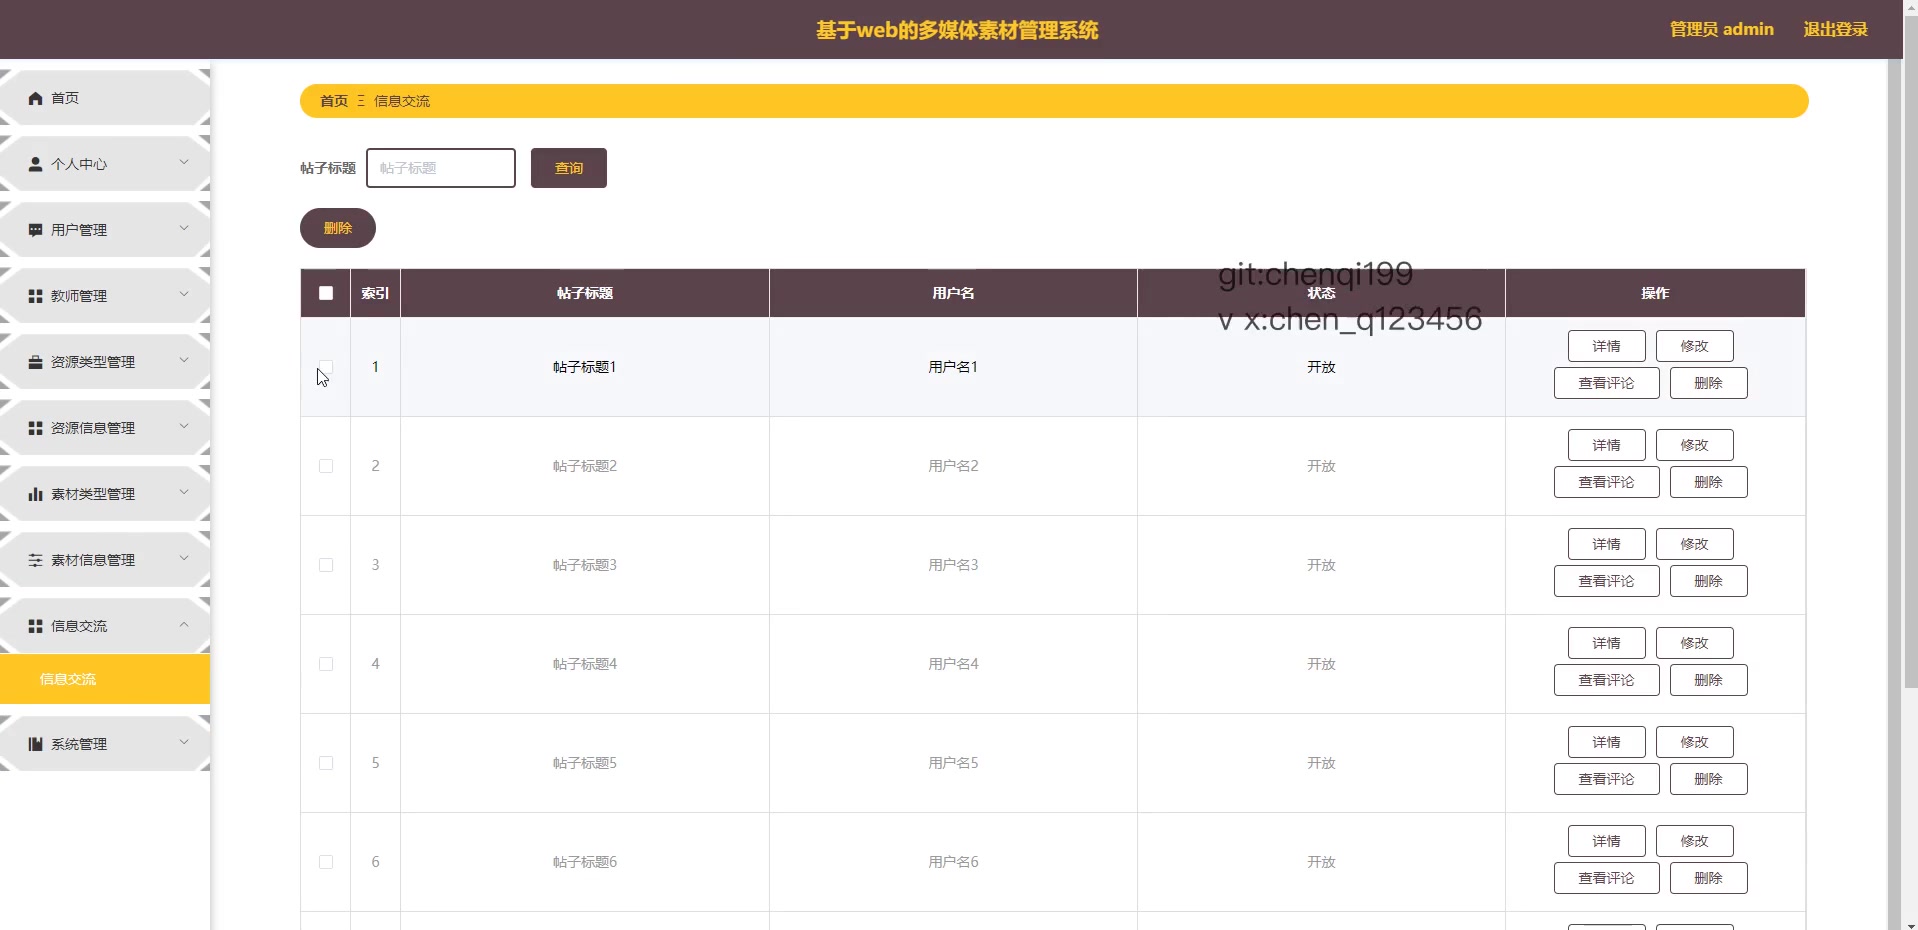 基于web的多媒体素材管理系统
管理员 admin
退出登录
首页
个人中心
用户管理
教师管理
资源类型管理
资源信息管理
素材类型管理
素材信息管理
信息交流
信息交流
系统管理
首页 Ξ 信息交流
帖子标题 帖子标题 查询
删除
git:chenqi199
v x:chen_q123456
索引 帖子标题 用户名 状态 操作
1 帖子标题1 用户名1 开放 详情 修改
查看评论 删除
2 帖子标题2 用户名2 开放 详情 修改
查看评论 删除
3 帖子标题3 用户名3 开放 详情 修改
查看评论 删除
4 帖子标题4 用户名4 开放 详情 修改
查看评论 删除
5 帖子标题5 用户名5 开放 详情 修改
查看评论 删除
6 帖子标题6 用户名6 开放 详情 修改
查看评论 删除